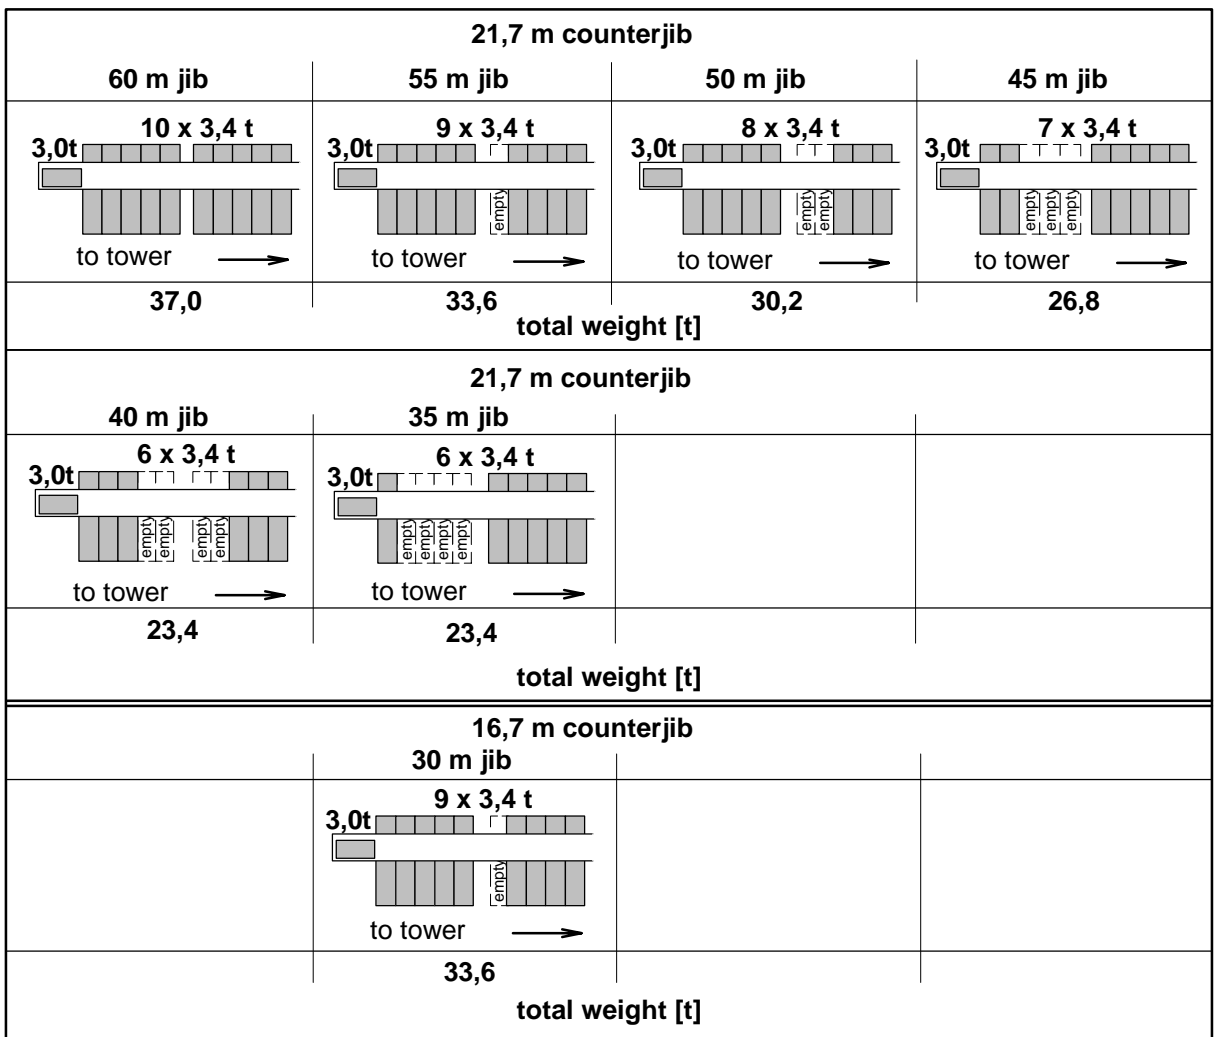 21,7 m counterjib
60 m jib 55 m jib 50 m jib 45 m jib
10 x 3,4 t 9 x 3,4 t 8 x 3,4 t 7 x 3,4 t
3,0t 3,0t 3,0t 3,0t
empty empty empty empty empty empty
to tower to tower to tower to tower
37,0 33,6 30,2 26,8
total weight [t]
21,7 m counterjib
40 m jib 35 m jib
6 x 3,4 t 6 x 3,4 t
3,0t 3,0t
empty empty empty empty empty empty empty empty
to tower to tower
23,4 23,4
total weight [t]
16,7 m counterjib
30 m jib
9 x 3,4 t
3,0t
empty
to tower
33,6
total weight [t]